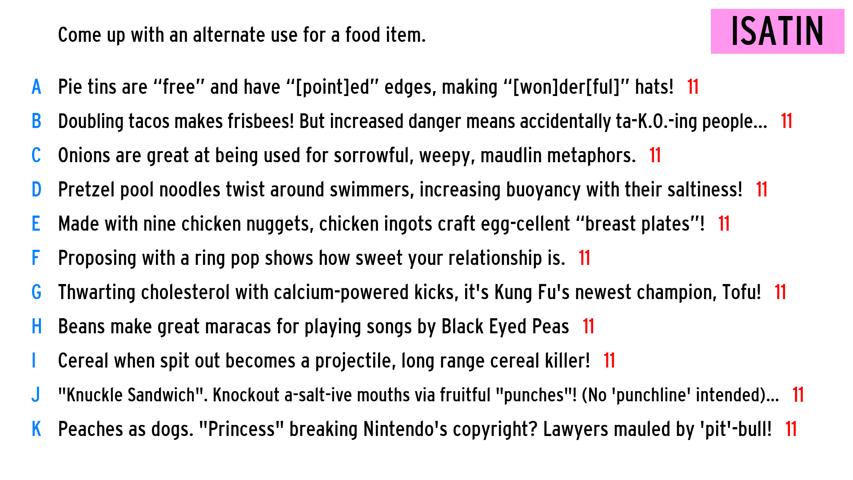 Come up with an alternate use for a food item.
ISATIN
A Pie tins are “free” and have “[point]ed” edges, making “[won]der[ful]” hats! 11
B Doubling tacos makes frisbees! But increased danger means accidentally ta-K.O.-ing people... 11
C Onions are great at being used for sorrowful, weepy, maudlin metaphors. 11
D Pretzel pool noodles twist around swimmers, increasing buoyancy with their saltiness! 11
E Made with nine chicken nuggets, chicken ingots craft egg-cellent “breast plates”! 11
F Proposing with a ring pop shows how sweet your relationship is. 11
G Thwarting cholesterol with calcium-powered kicks, it's Kung Fu's newest champion, Tofu! 11
H Beans make great maracas for playing songs by Black Eyed Peas 11
I Cereal when spit out becomes a projectile, long range cereal killer! 11
J "Knuckle Sandwich". Knockout a-salt-ive mouths via fruitful "punches"! (No 'punchline' intended)... 11
K Peaches as dogs. "Princess" breaking Nintendo's copyright? Lawyers mauled by 'pit'-bull! 11